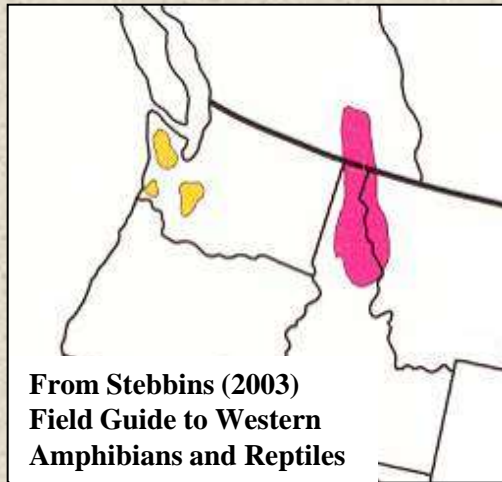 From Stebbins (2003)
Field Guide to Western
Amphibians and Reptiles